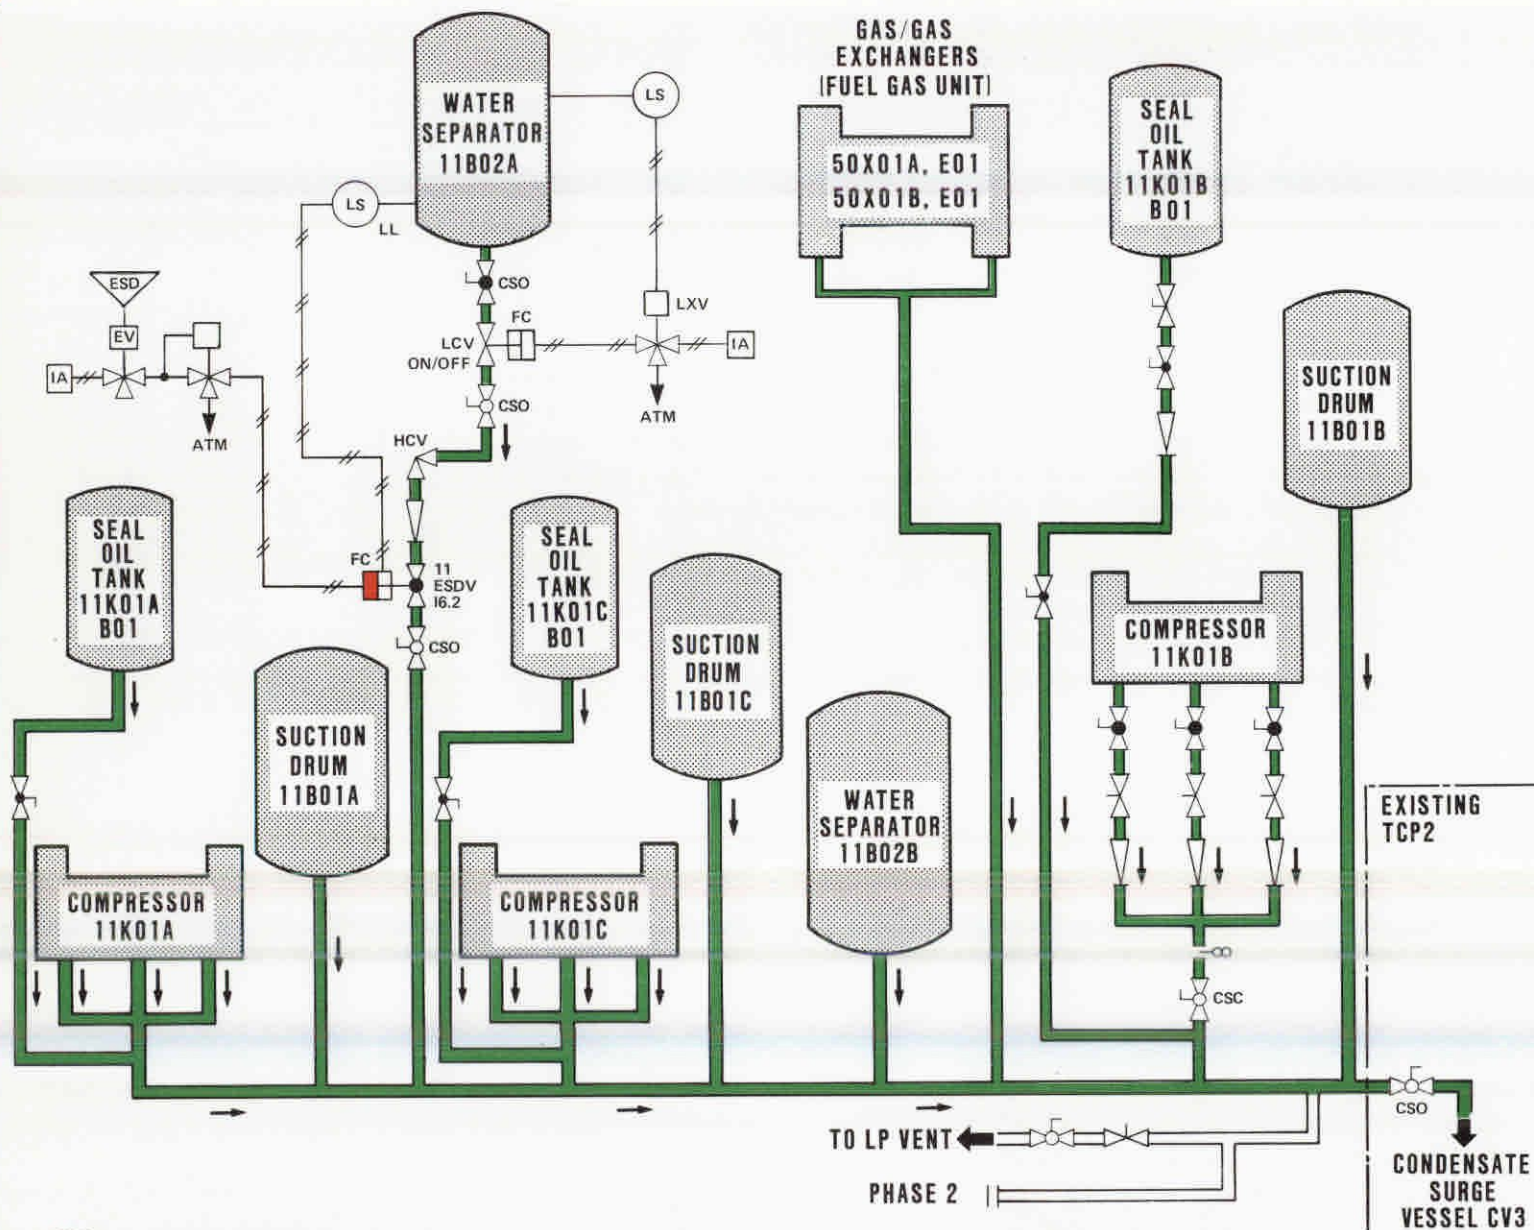 WATER
SEPARATOR
11B02A
LS
LS
LL
GAS/GAS
EXCHANGERS
(FUEL GAS UNIT)
50X01A, E01
50X01B, E01
SEAL
OIL
TANK
11K01B
B01
ESD
EV
IA
ATM
CSO
LCV
ON/OFF
FC
LXV
IA
ATM
CSO
HCV
SUCTION
DRUM
11B01B
SEAL
OIL
TANK
11K01A
B01
FC
11
ESDV
16.2
CSO
SEAL
OIL
TANK
11K01C
B01
SUCTION
DRUM
11B01C
COMPRESSOR
11K01B
SUCTION
DRUM
11B01A
WATER
SEPARATOR
11B02B
EXISTING
TCP2
COMPRESSOR
11K01A
COMPRESSOR
11K01C
CSC
CSO
TO LP VENT
PHASE 2
CONDENSATE
SURGE
VESSEL CV3